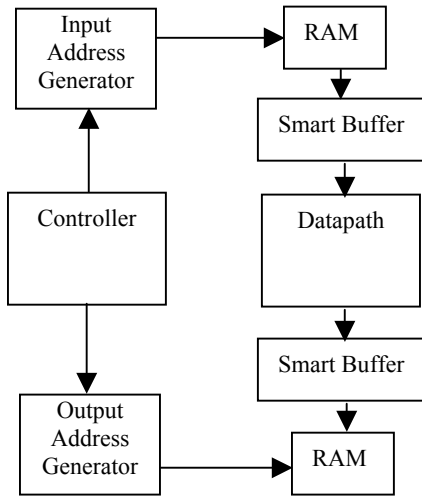 Input
Address
Generator
RAM
Smart Buffer
Controller
Datapath
Smart Buffer
Output
Address
Generator
RAM